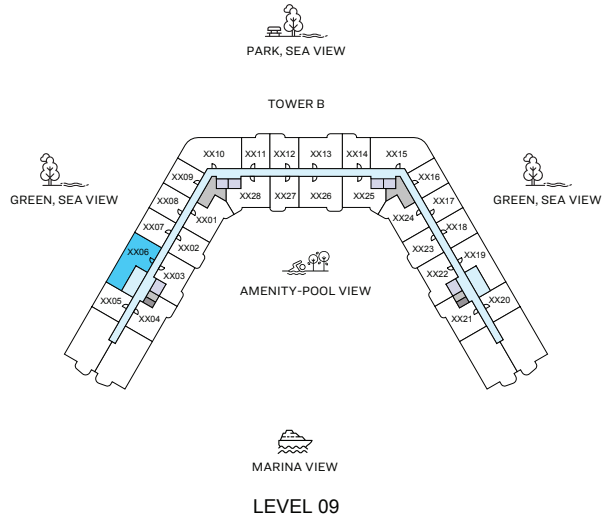 PARK, SEA VIEW
TOWER B
XX10 XX11 XX12 XX13 XX14 XX15
XX09 XX16
XX28 XX27 XX26 XX25
GREEN, SEA VIEW
GREEN, SEA VIEW
XX08 XX17
XX01 XX24
XX07 XX18
XX02 XX23
XX06 XX19
XX03 XX22
AMENITY-POOL VIEW
XX05 XX20
XX04 XX21
MARINA VIEW
LEVEL 09